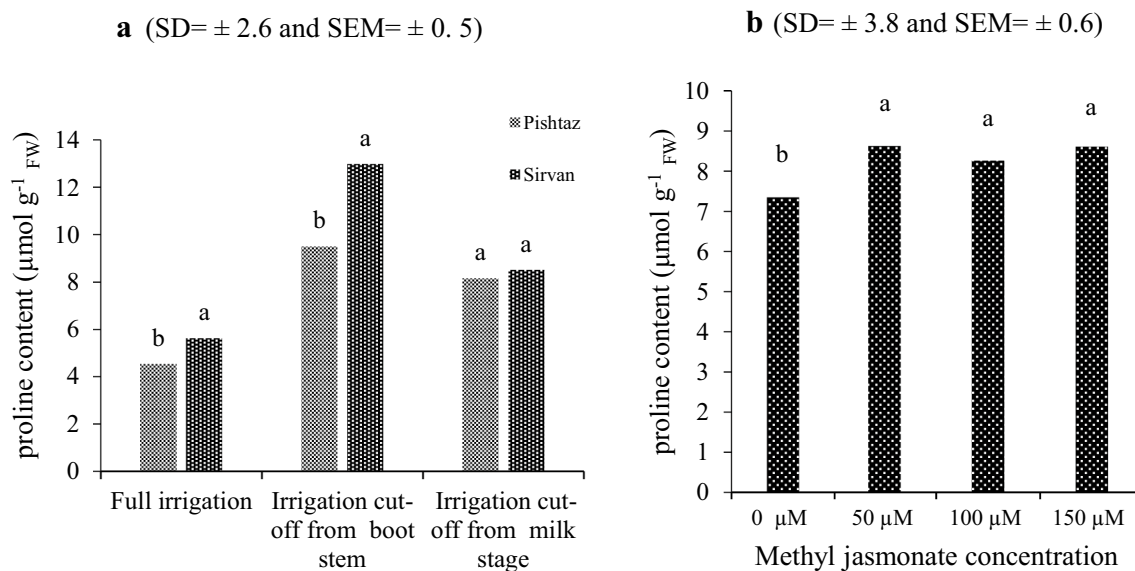 a (SD= ± 2.6 and SEM= ± 0. 5)
proline content (µmol g-1 FW)
14
12
10
8
6
4
2
0
Pishtaz
Sirvan
b
a
b
a
a
a
Full irrigation
Irrigation cut-
off from boot
stem
Irrigation cut-
off from milk
stage
b (SD= ± 3.8 and SEM= ± 0.6)
proline content (µmol g-1 FW)
10
9
8
7
6
5
4
3
2
1
0
b
a
a
a
0 µM
50 µM
100 µM
150 µM
Methyl jasmonate concentration